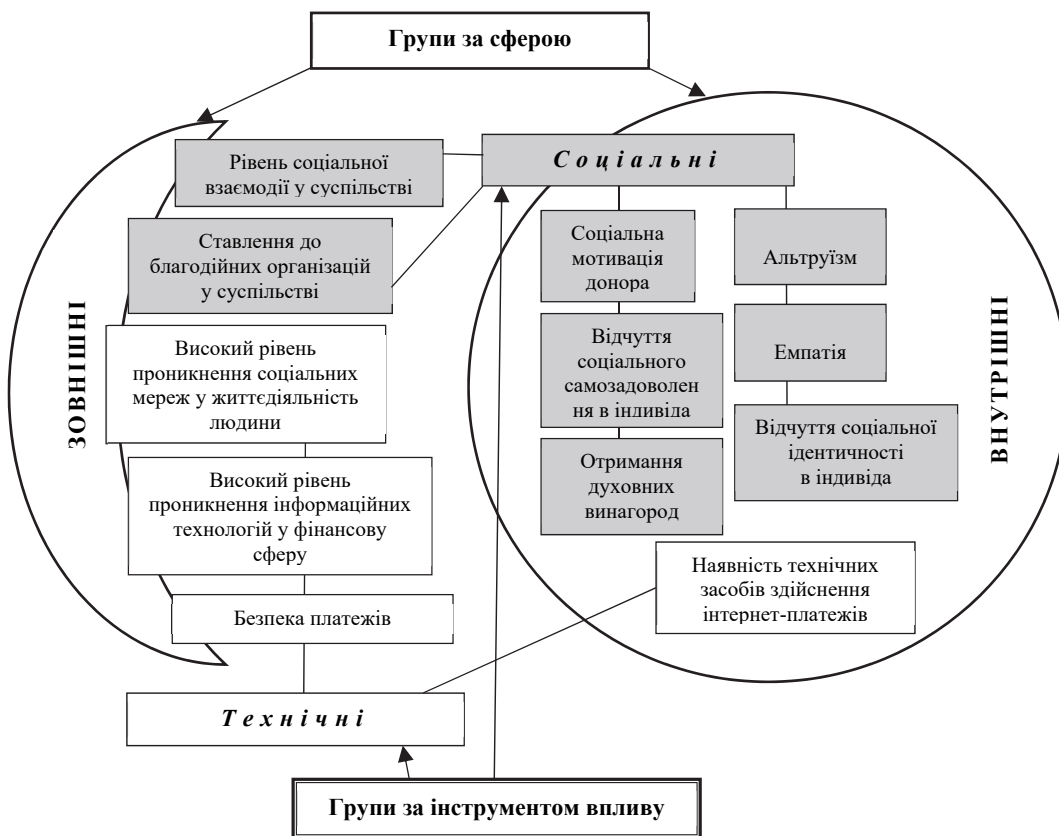 Групи за сферою
Соціальні
Рівень соціальної
взаємодії у суспільстві
Ставлення до
благодійних організацій
у суспільстві
Високий рівень
проникнення соціальних
мереж у життєдіяльність
людини
Високий рівень
проникнення інформаційних
технологій у фінансову
сферу
Безпека платежів
ЗОВНІШНІ
Соціальна
мотивація
донора
Відчуття
соціального
самозадоволен
ня в індивіда
Отримання
духовних
винагород
Альтруїзм
Емпатія
Відчуття соціальної
ідентичності
в індивіда
Наявність технічних
засобів здійснення
інтернет-платежів
ВНУТРІШНІ
Технічні
Групи за інструментом впливу